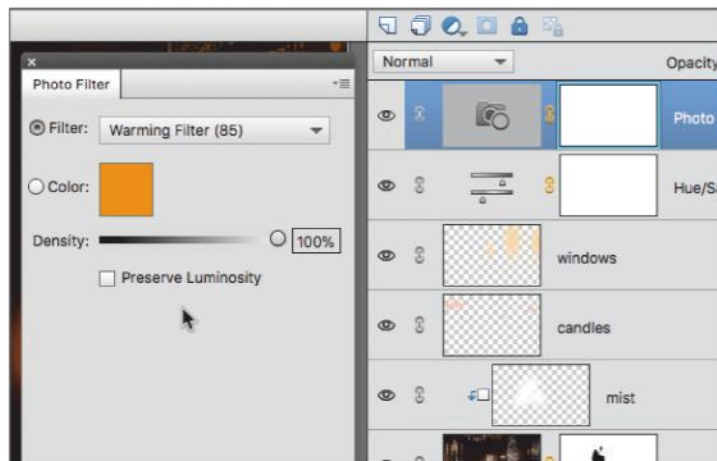 Normal
Opacity
Photo Filter
Filter: Warming Filter (85)
Color:
Density: 100%
Preserve Luminosity
Photo
Hue/Sa
windows
candles
mist